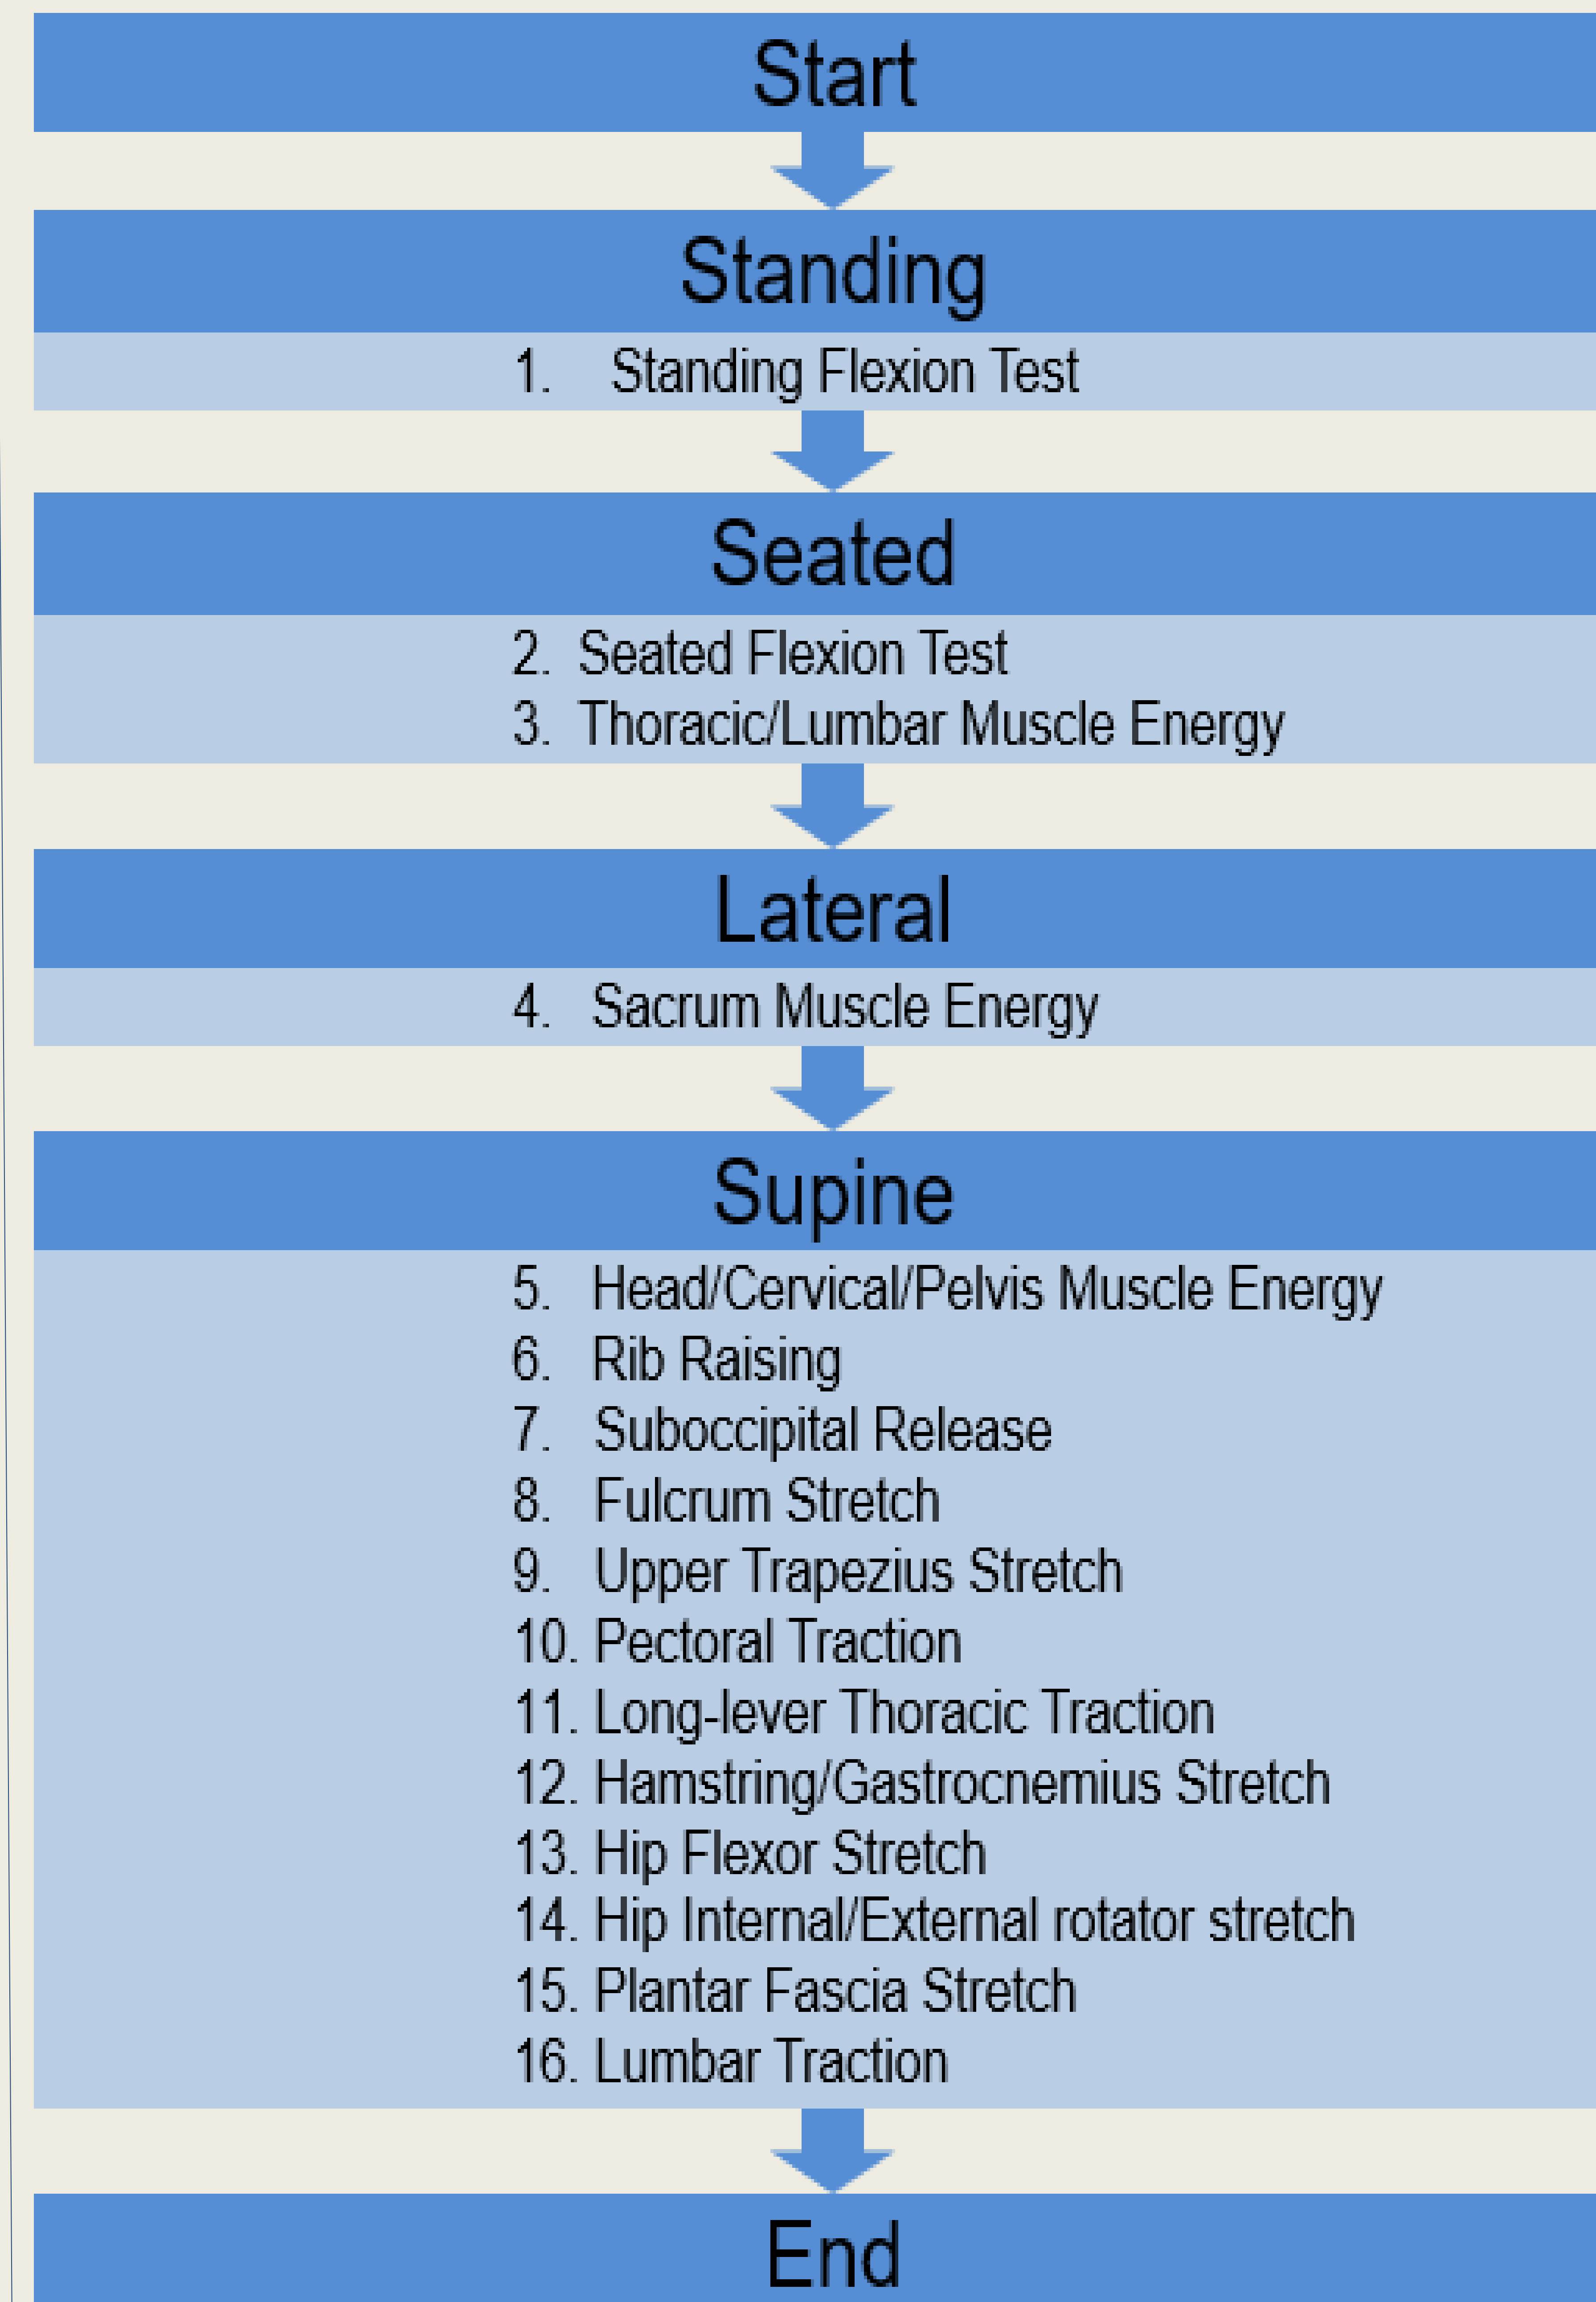 Start
Standing
1. Standing Flexion Test
Seated
2. Seated Flexion Test
3. Thoracic/Lumbar Muscle Energy
Lateral
4. Sacrum Muscle Energy
Supine
5. Head/Cervical/Pelvis Muscle Energy
6. Rib Raising
7. Suboccipital Release
8. Fulcrum Stretch
9. Upper Trapezius Stretch
10. Pectoral Traction
11. Long-lever Thoracic Traction
12. Hamstring/Gastrocnemius Stretch
13. Hip Flexor Stretch
14. Hip Internal/External rotator stretch
15. Plantar Fascia Stretch
16. Lumbar Traction
End